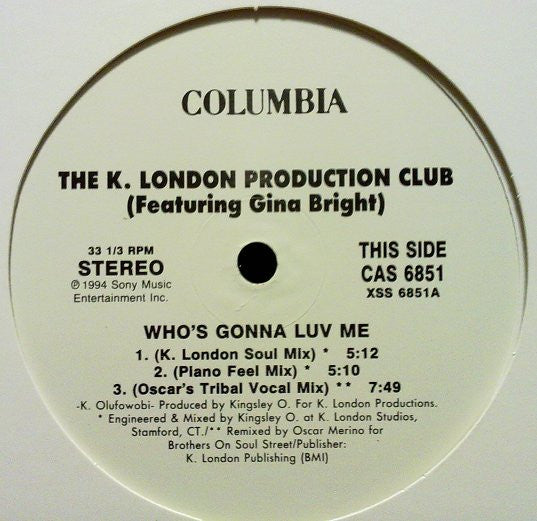 COLUMBIA
THE K. LONDON PRODUCTION CLUB
(Featuring Gina Bright)
33 1/3 RPM
STEREO
℗ 1994 Sony Music
Entertainment Inc.
THIS SIDE
CAS 6851
XSS 6851A
WHO'S GONNA LUV ME
1. (K. London Soul Mix) * 5:12
2. (Piano Feel Mix) * 5:10
3. (Oscar's Tribal Vocal Mix) ** 7:49
-K. Olufowobi- Produced by Kingsley O. For K. London Productions.
* Engineered & Mixed by Kingsley O. at K. London Studios,
Stamford, CT./** Remixed by Oscar Merino for
Brothers On Soul Street/Publisher:
K. London Publishing (BMI)